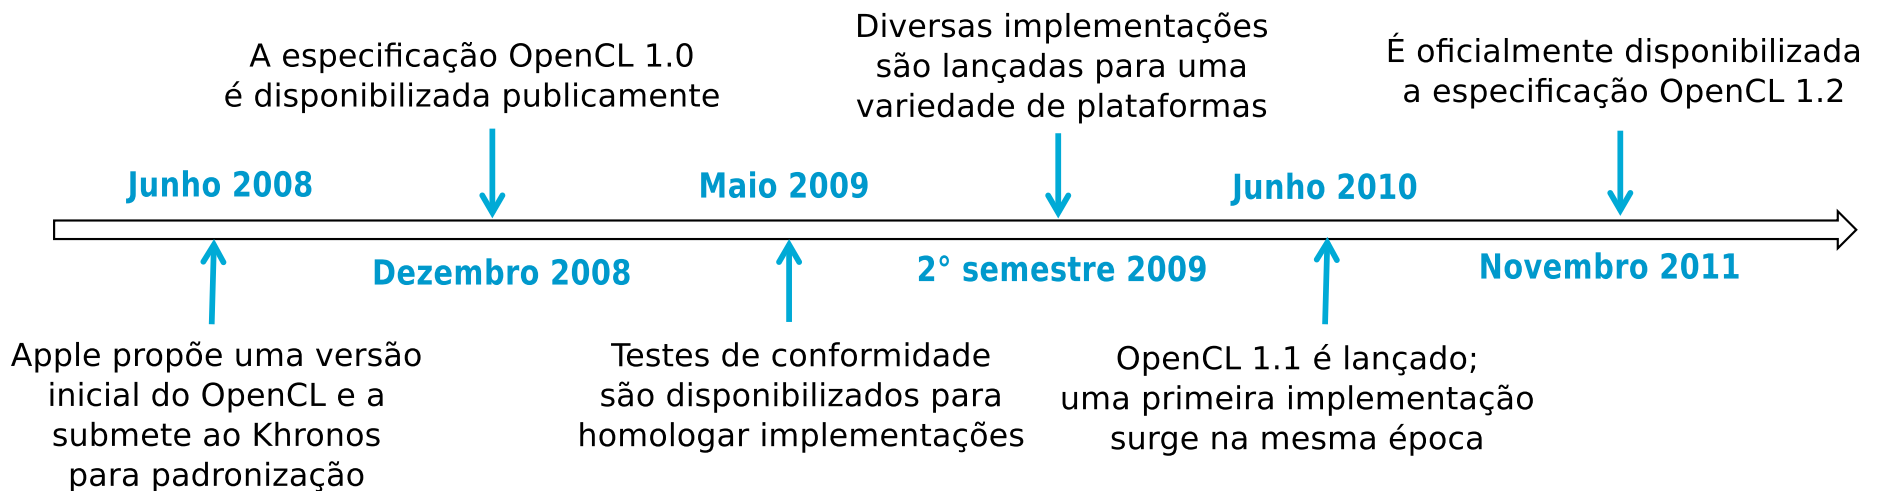 A especificação OpenCL 1.0
é disponibilizada publicamente
Diversas implementações
são lançadas para uma
variedade de plataformas
É oficialmente disponibilizada
a especificação OpenCL 1.2
Junho 2008
Maio 2009
Junho 2010
Dezembro 2008
2° semestre 2009
Novembro 2011
Apple propõe uma versão
inicial do OpenCL e a
submete ao Khronos
para padronização
Testes de conformidade
são disponibilizados para
homologar implementações
OpenCL 1.1 é lançado;
uma primeira implementação
surge na mesma época